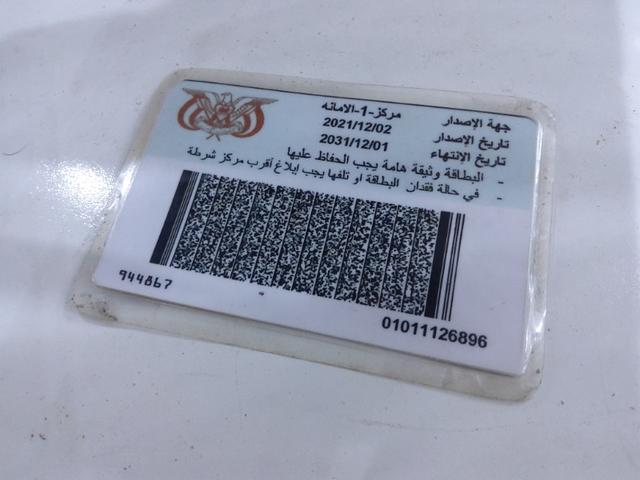 جهة الإصدار مركز-1-الامانه
تاريخ الإصدار 2021/12/02
تاريخ الإنتهاء 2031/12/01
- البطاقة وثيقة هامة يجب الحفاظ عليها
- في حالة فقدان البطاقة او تلفها يجب ابلاغ أقرب مركز شرطة
944867
01011126896